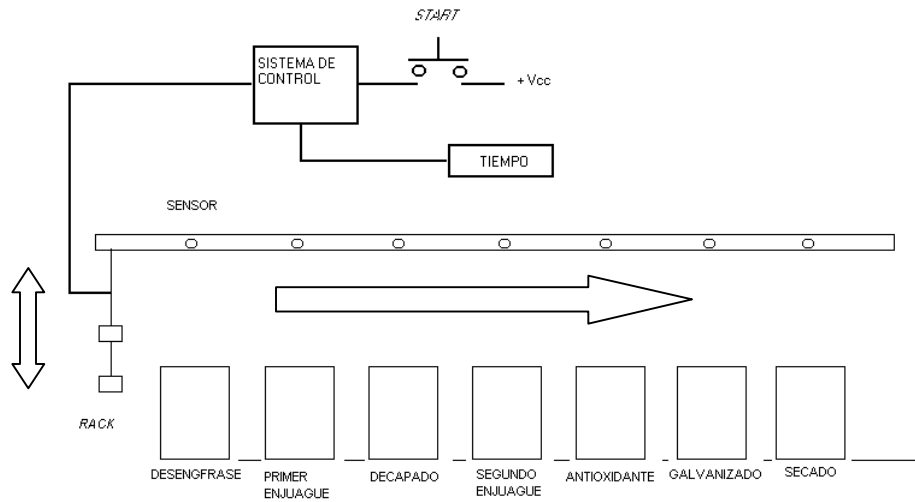 START
SISTEMA DE
CONTROL
+ Vcc
TIEMPO
SENSOR
RACK
DESENGFRASE
PRIMER
ENJUAGUE
DECAPADO
SEGUNDO
ENJUAGUE
ANTIOXIDANTE
GALVANIZADO
SECADO